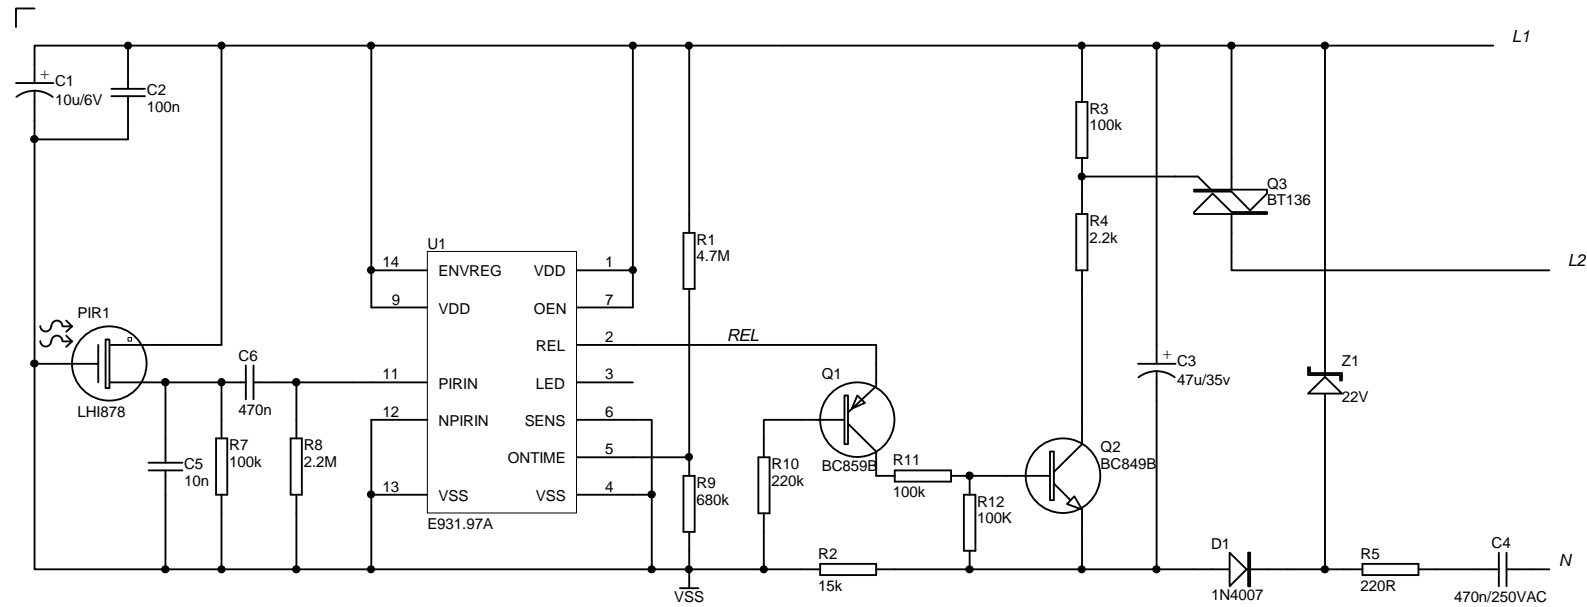 L1
+
C1
10u/6V
C2
100n
R3
100k
Q3
BT136
R4
2.2k
L2
R1
4.7M
U1
14
ENVREG
VDD
1
9
VDD
OEN
7
REL
2
REL
LED
3
11
PIRIN
12
NPIRIN
SENS
6
ONTIME
5
13
VSS
VSS
4
E931.97A
PIR1
LHI878
C6
470n
C5
10n
R7
100k
R8
2.2M
R9
680k
Q1
BC859B
R10
220k
R11
100k
R12
100K
Q2
BC849B
+
C3
47u/35v
Z1
22V
R2
15k
VSS
D1
1N4007
R5
220R
C4
470n/250VAC
N